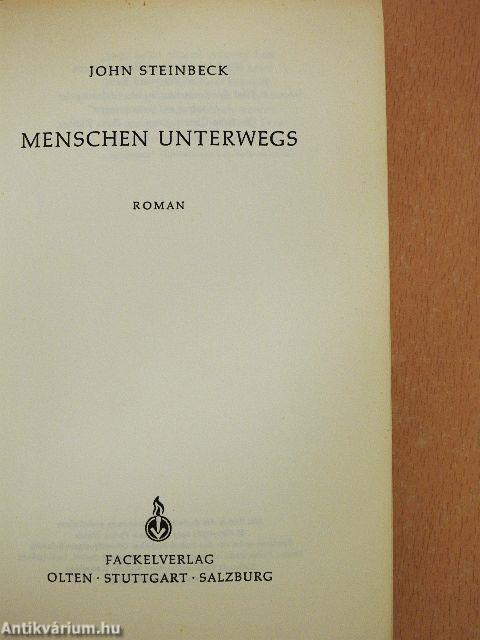 JOHN STEINBECK
MENSCHEN UNTERWEGS
ROMAN
FACKELVERLAG
OLTEN · STUTTGART · SALZBURG
Antikvárium.hu